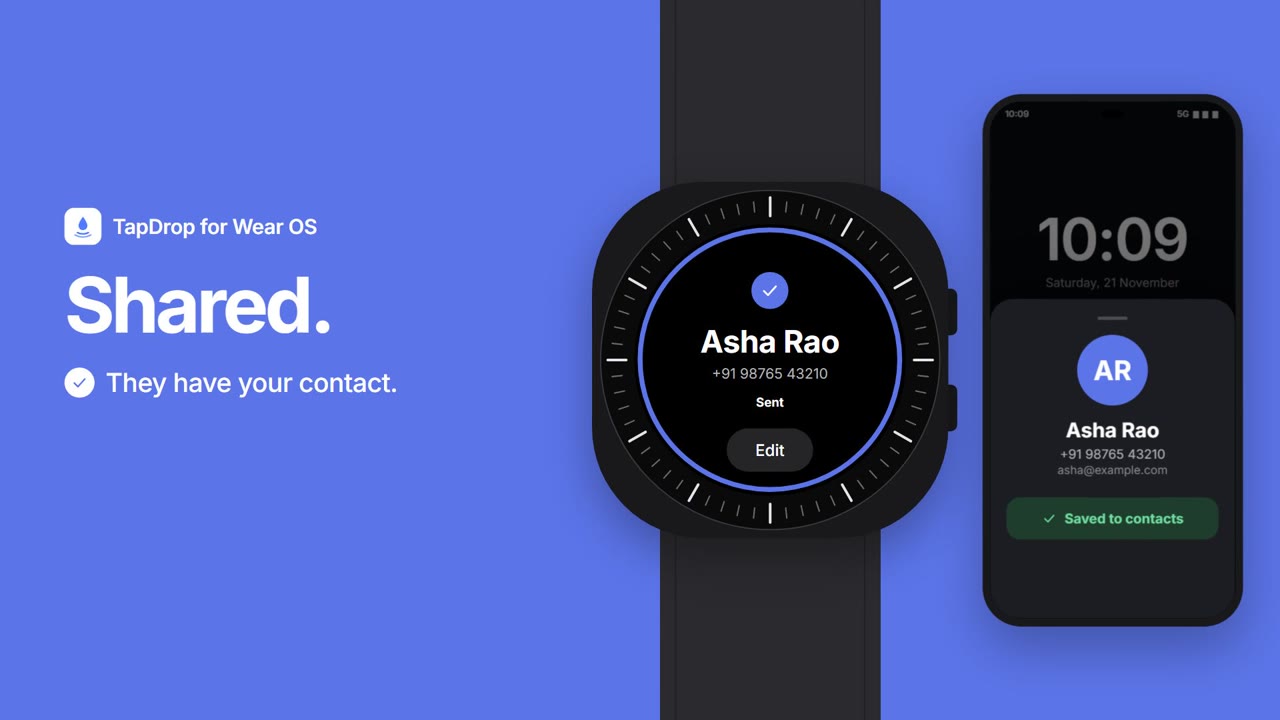 TapDrop for Wear OS
Shared.
They have your contact.
Asha Rao
+91 98765 43210
Sent
Edit
10:09
5G
10:09
Saturday, 21 November
AR
Asha Rao
+91 98765 43210
asha@example.com
Saved to contacts